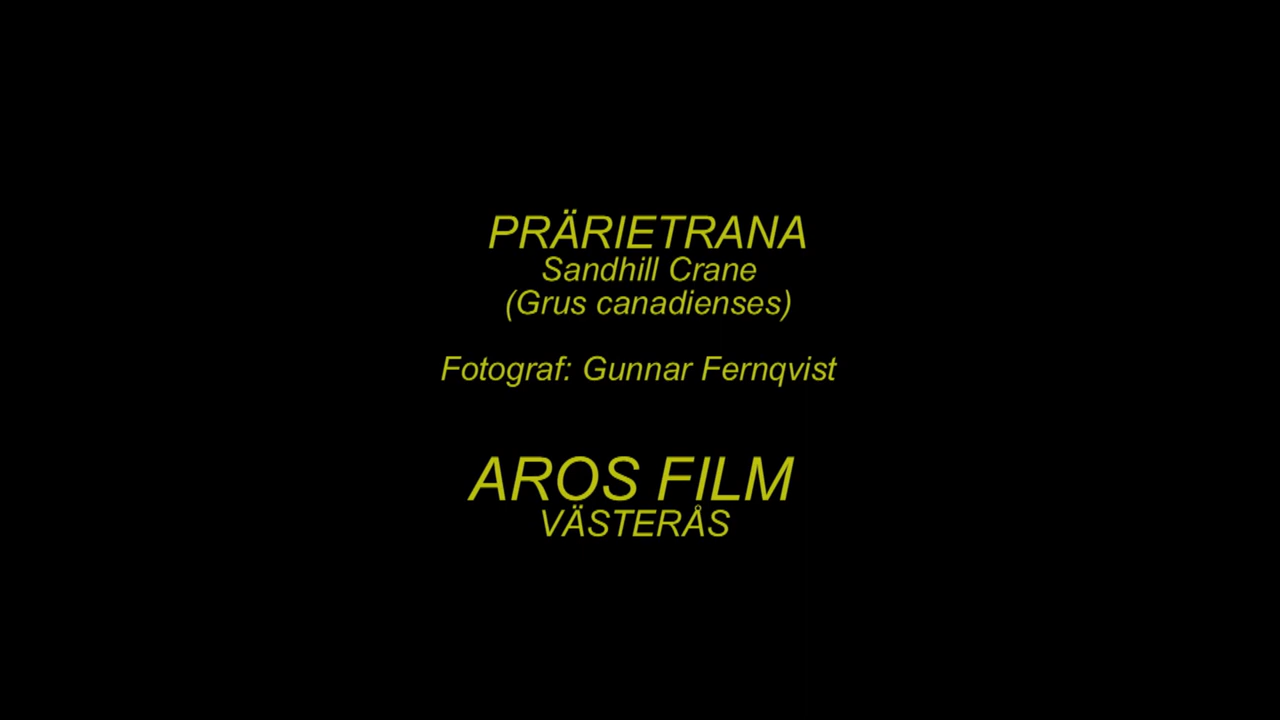 PRÄRIETRANA
Sandhill Crane
(Grus canadienses)
Fotograf: Gunnar Fernqvist
AROS FILM
VÄSTERÅS